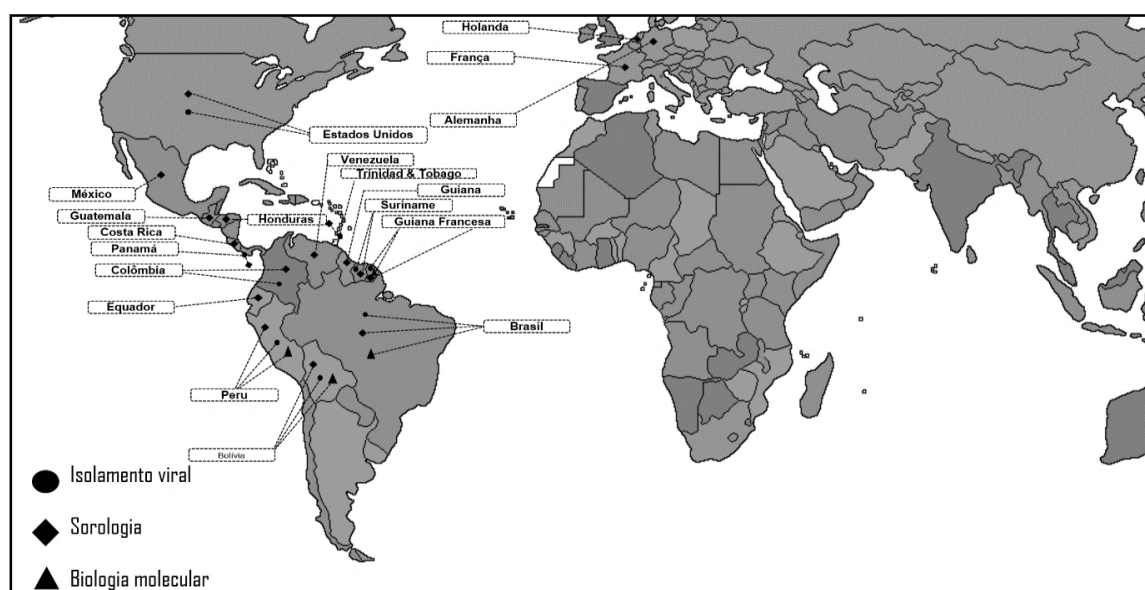 Holanda
França
Alemanha
Estados Unidos
Venezuela
Trinidad & Tobago
México
Guiana
Suriname
Guatemala
Honduras
Guiana Francesa
Costa Rica
Panamá
Colômbia
Equador
Brasil
Peru
Bolívia
Isolamento viral
Sorologia
Biologia molecular